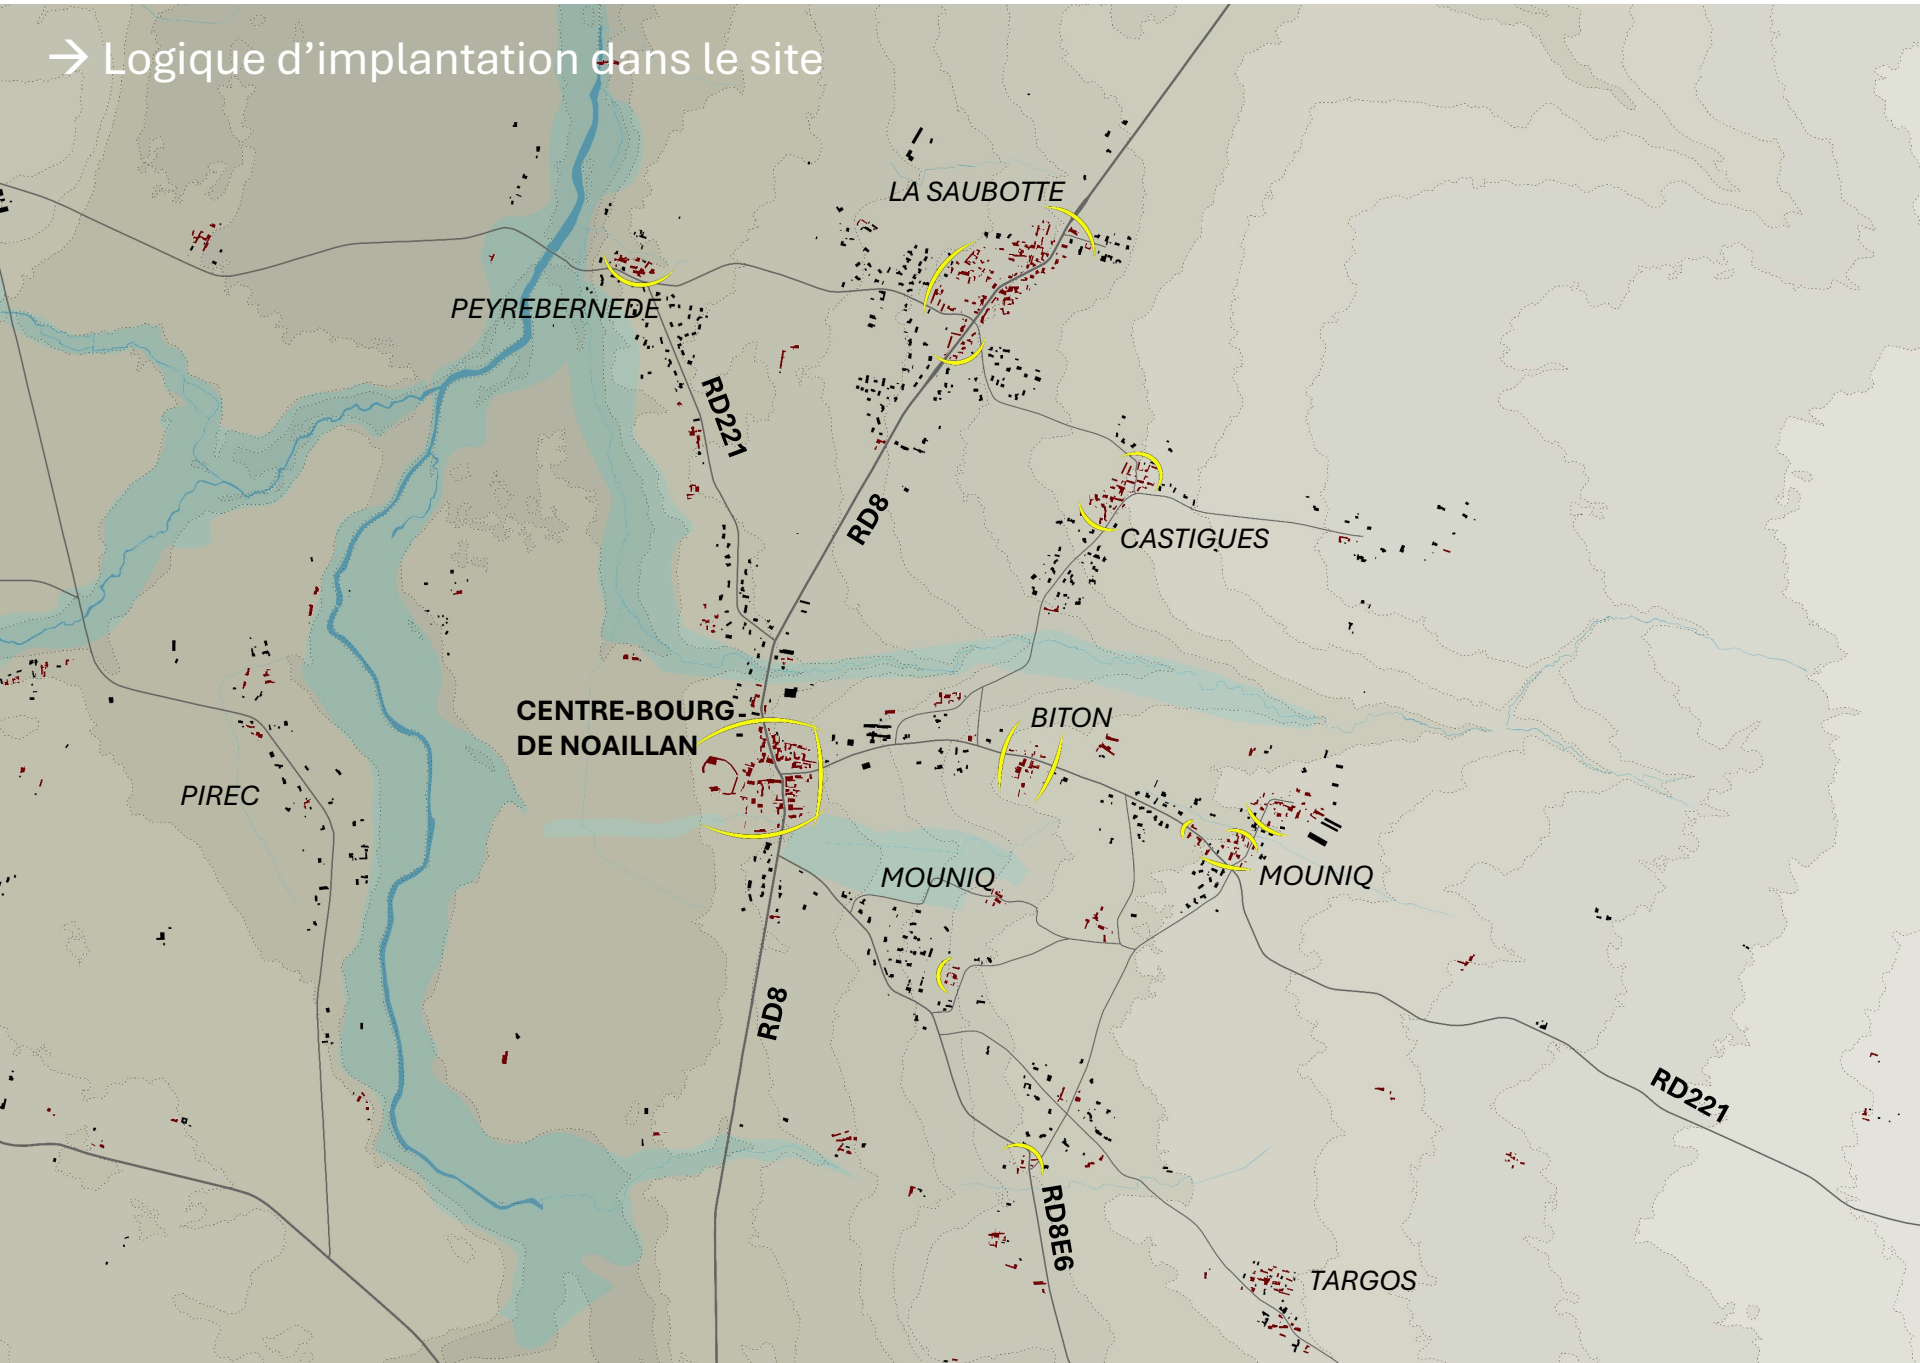 → Logique d’implantation dans le site
LA SAUBOTTE
PEYREBERNEDE
RD221
RD8
CASTIGUES
CENTRE-BOURG
DE NOAILLAN
BITON
PIREC
MOUNIQ
MOUNIQ
RD8
RD221
RD8E6
TARGOS